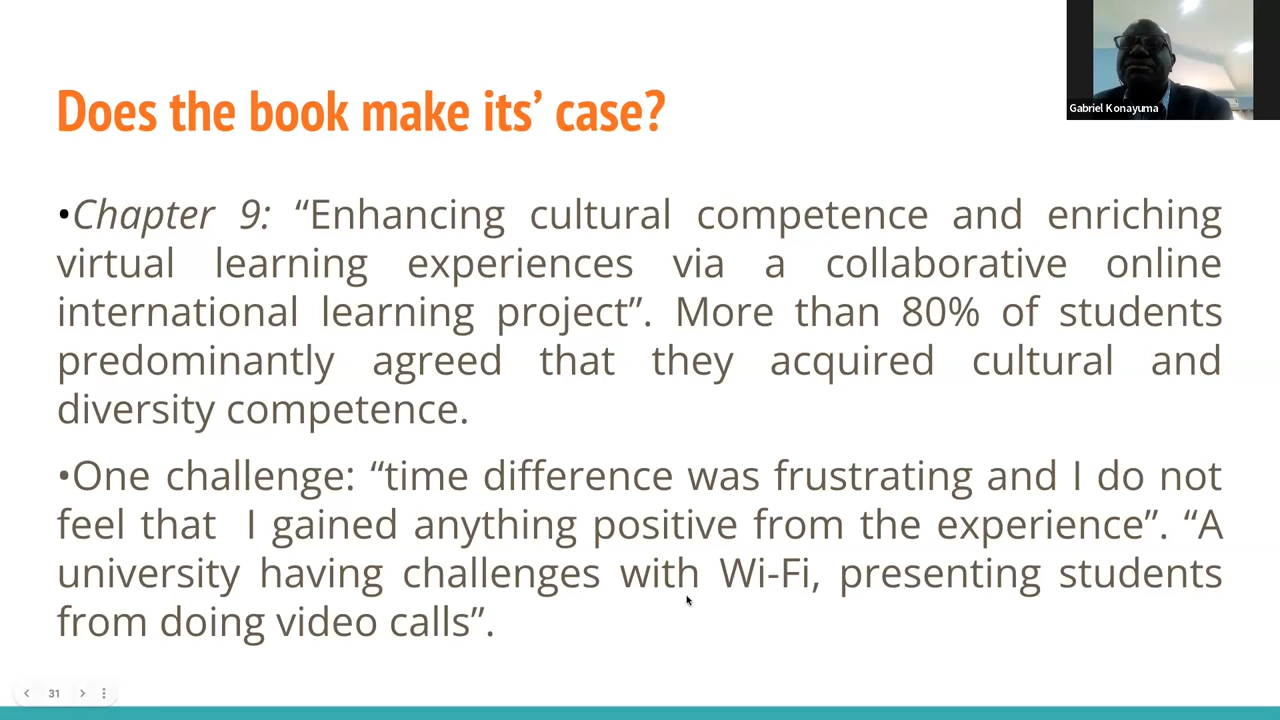 Gabriel Konayuma
Does the book make its’ case?
•Chapter 9: “Enhancing cultural competence and enriching
virtual learning experiences via a collaborative online
international learning project”. More than 80% of students
predominantly agreed that they acquired cultural and
diversity competence.
•One challenge: “time difference was frustrating and I do not
feel that I gained anything positive from the experience”. “A
university having challenges with Wi-Fi, presenting students
from doing video calls”.
31